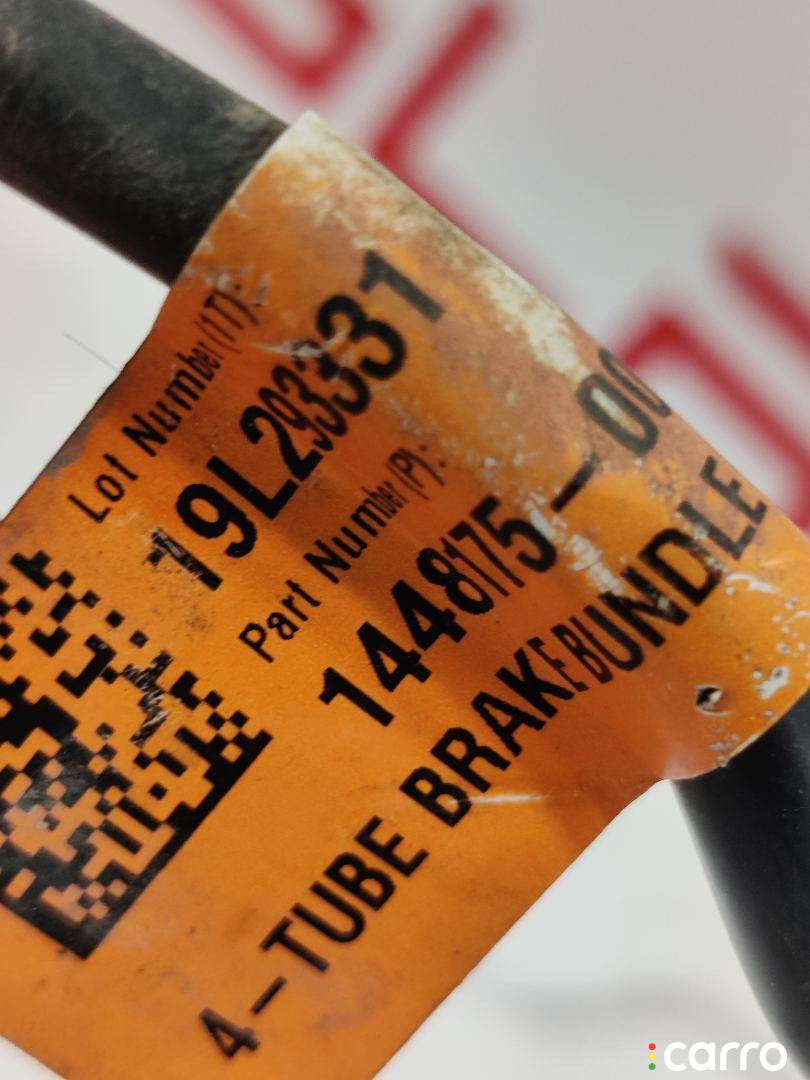 Lot Number(1T):
19L293331
Part Number(P):
1448175-00
4-TUBE BRAKE BUNDLE
carro